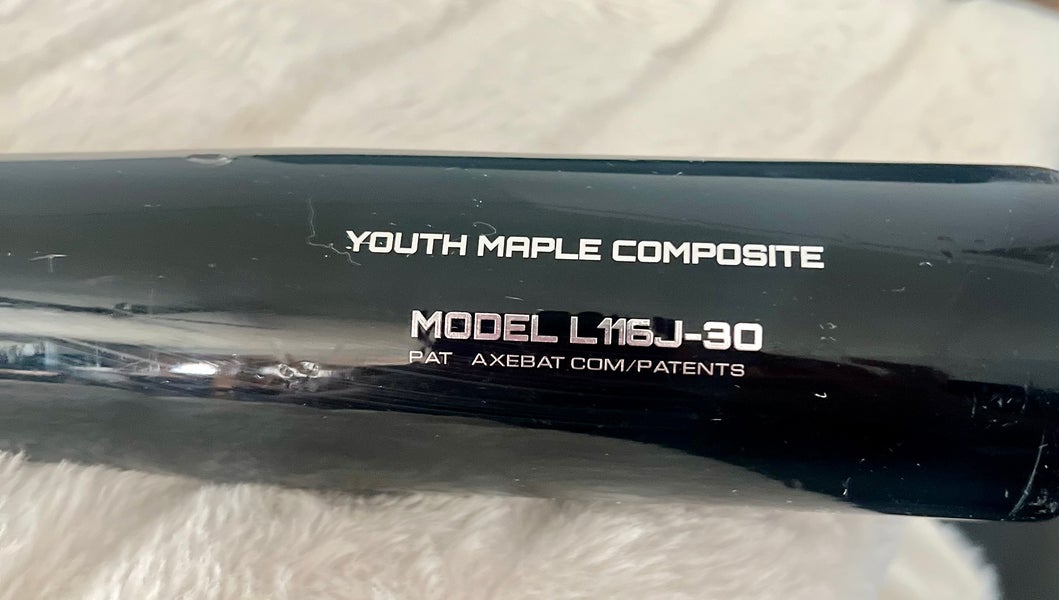 YOUTH MAPLE COMPOSITE
MODEL L116J-30
PAT AXEBAT COM/PATENTS